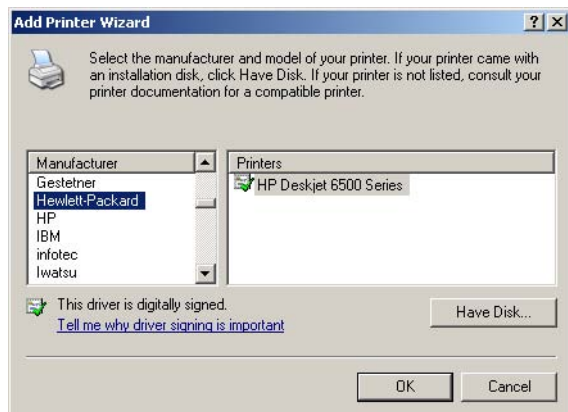 Add Printer Wizard
Select the manufacturer and model of your printer. If your printer came with
an installation disk, click Have Disk. If your printer is not listed, consult your
printer documentation for a compatible printer.
Manufacturer
Gestetner
Hewlett-Packard
HP
IBM
infotec
Iwatsu
Printers
HP Deskjet 6500 Series
This driver is digitally signed.
Tell me why driver signing is important
Have Disk...
OK
Cancel